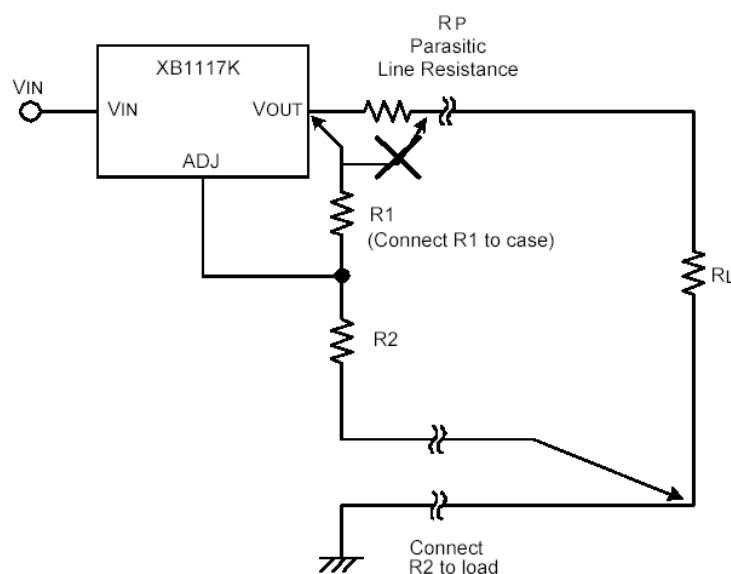 RP
Parasitic
Line Resistance
XB1117K
VIN
VIN
VOUT
ADJ
R1
(Connect R1 to case)
RL
R2
Connect
R2 to load